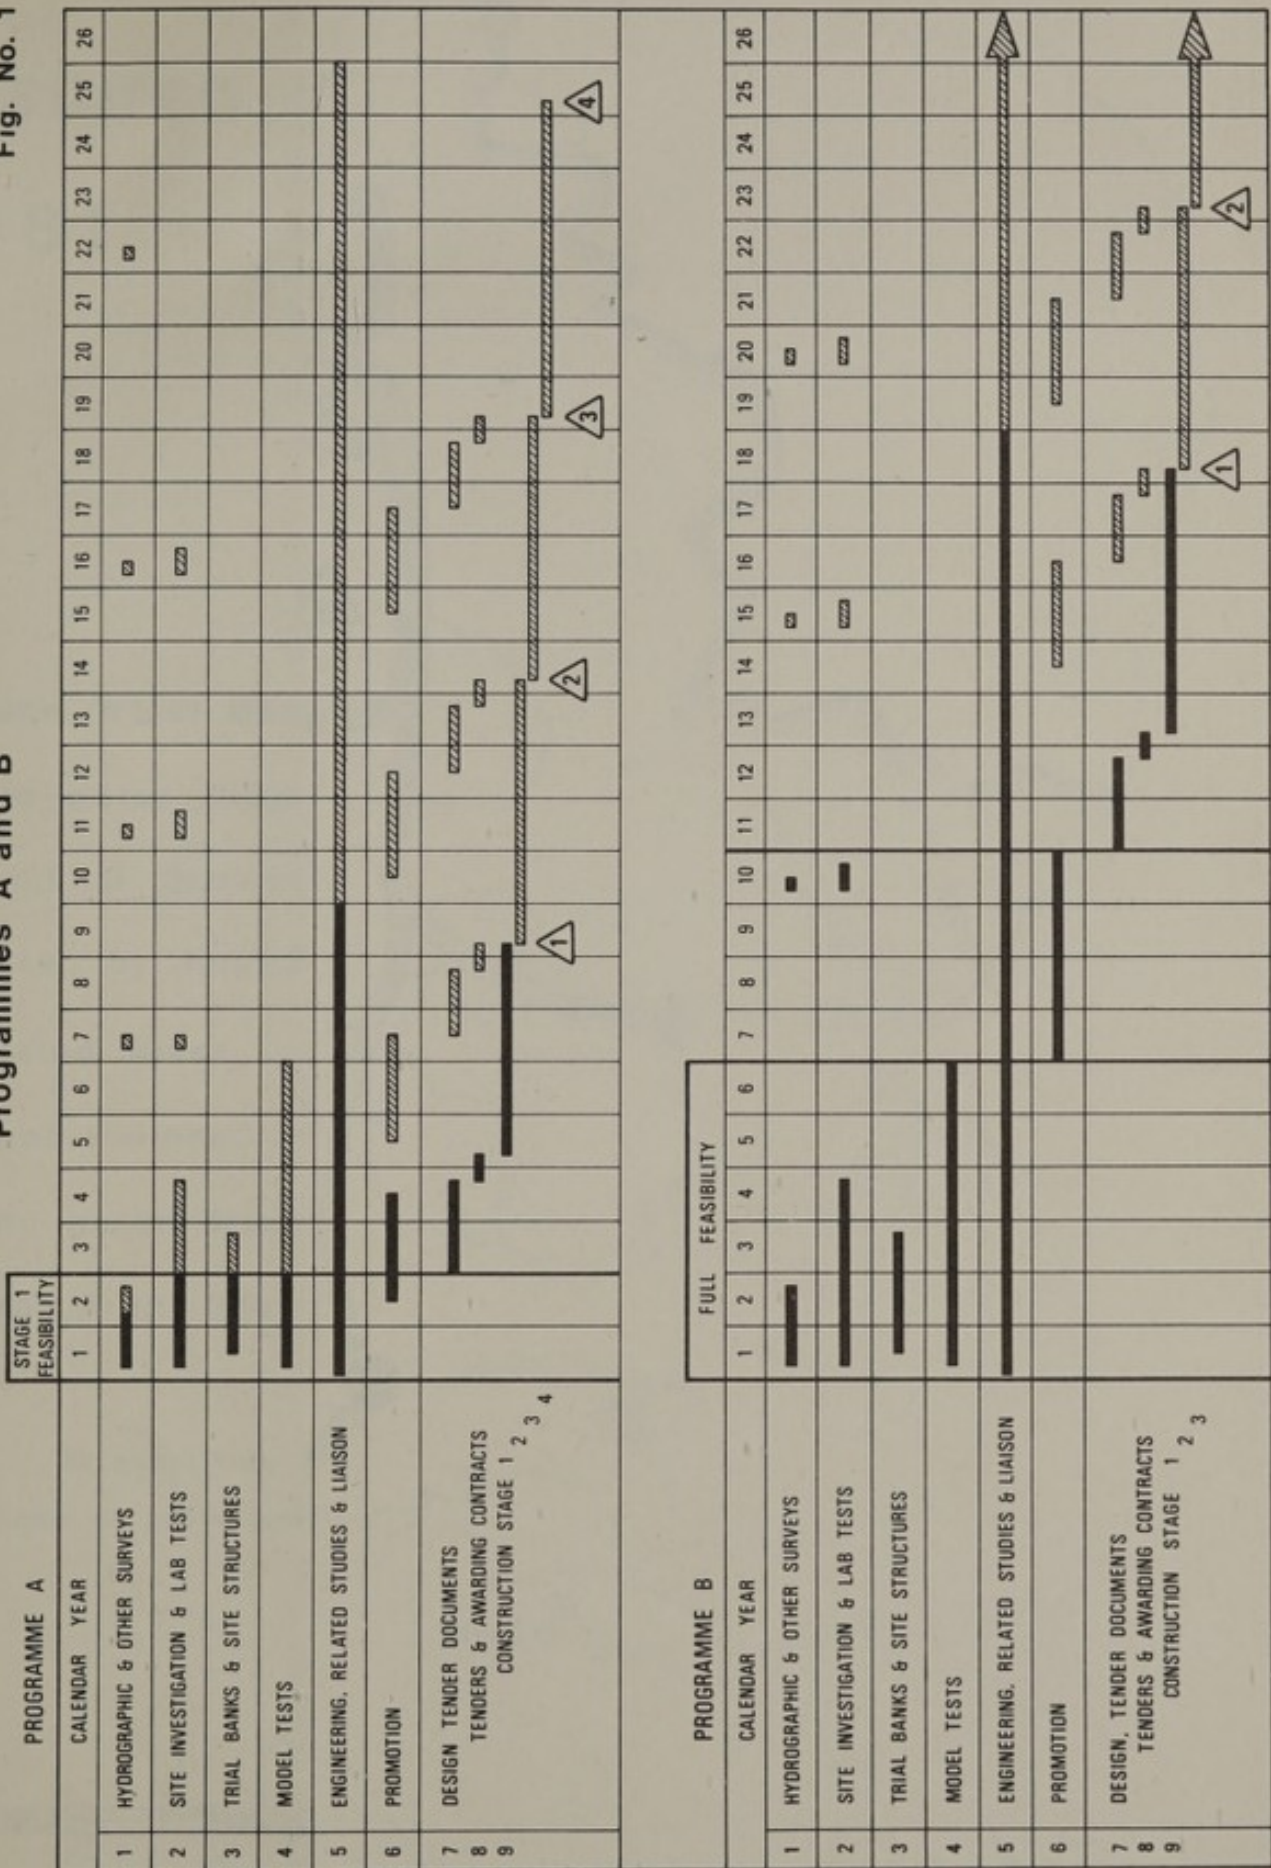 Programmes A and B
Fig. No. 1
PROGRAMME A
STAGE 1
FEASIBILITY
CALENDAR YEAR 1 2 3 4 5 6 7 8 9 10 11 12 13 14 15 16 17 18 19 20 21 22 23 24 25 26
1 HYDROGRAPHIC & OTHER SURVEYS
2 SITE INVESTIGATION & LAB TESTS
3 TRIAL BANKS & SITE STRUCTURES
4 MODEL TESTS
5 ENGINEERING, RELATED STUDIES & LIAISON
6 PROMOTION
7 DESIGN TENDER DOCUMENTS
8 TENDERS & AWARDING CONTRACTS
9 CONSTRUCTION STAGE 1
2
3
4
1 2 3 4
PROGRAMME B
FULL FEASIBILITY
CALENDAR YEAR 1 2 3 4 5 6 7 8 9 10 11 12 13 14 15 16 17 18 19 20 21 22 23 24 25 26
1 HYDROGRAPHIC & OTHER SURVEYS
2 SITE INVESTIGATION & LAB TESTS
3 TRIAL BANKS & SITE STRUCTURES
4 MODEL TESTS
5 ENGINEERING, RELATED STUDIES & LIAISON
6 PROMOTION
7 DESIGN, TENDER DOCUMENTS
8 TENDERS & AWARDING CONTRACTS
9 CONSTRUCTION STAGE 1
2
3
1 2